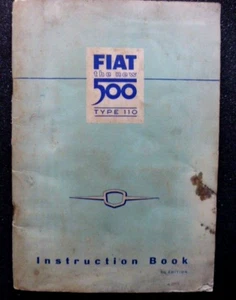 FIAT
the new
500
TYPE 110
Instruction Book